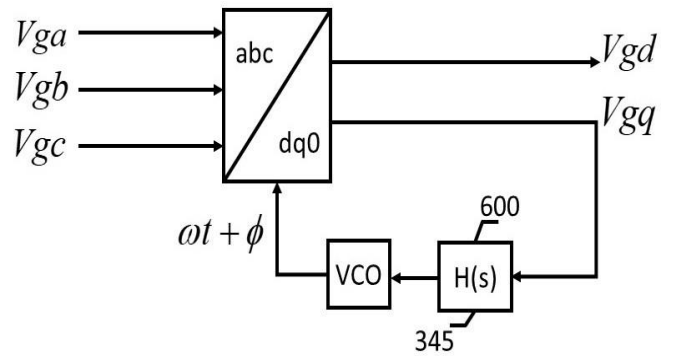 Vga
Vgb
Vgc
abc
dq0
Vgd
Vgq
ωt + ϕ
VCO
H(s)
600
345